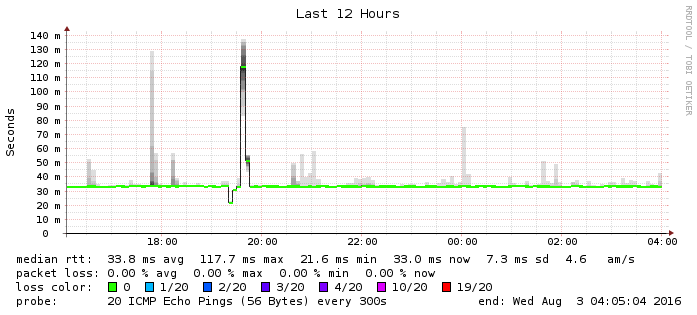 Last 12 Hours
RRDTOOL / TOBI OETIKER
Seconds
140 m
130 m
120 m
110 m
100 m
90 m
80 m
70 m
60 m
50 m
40 m
30 m
20 m
10 m
0
18:00 20:00 22:00 00:00 02:00 04:00
median rtt: 33.8 ms avg 117.7 ms max 21.6 ms min 33.0 ms now 7.3 ms sd 4.6 am/s
packet loss: 0.00 % avg 0.00 % max 0.00 % min 0.00 % now
loss color: 0 1/20 2/20 3/20 4/20 10/20 19/20
probe: 20 ICMP Echo Pings (56 Bytes) every 300s end: Wed Aug 3 04:05:04 2016